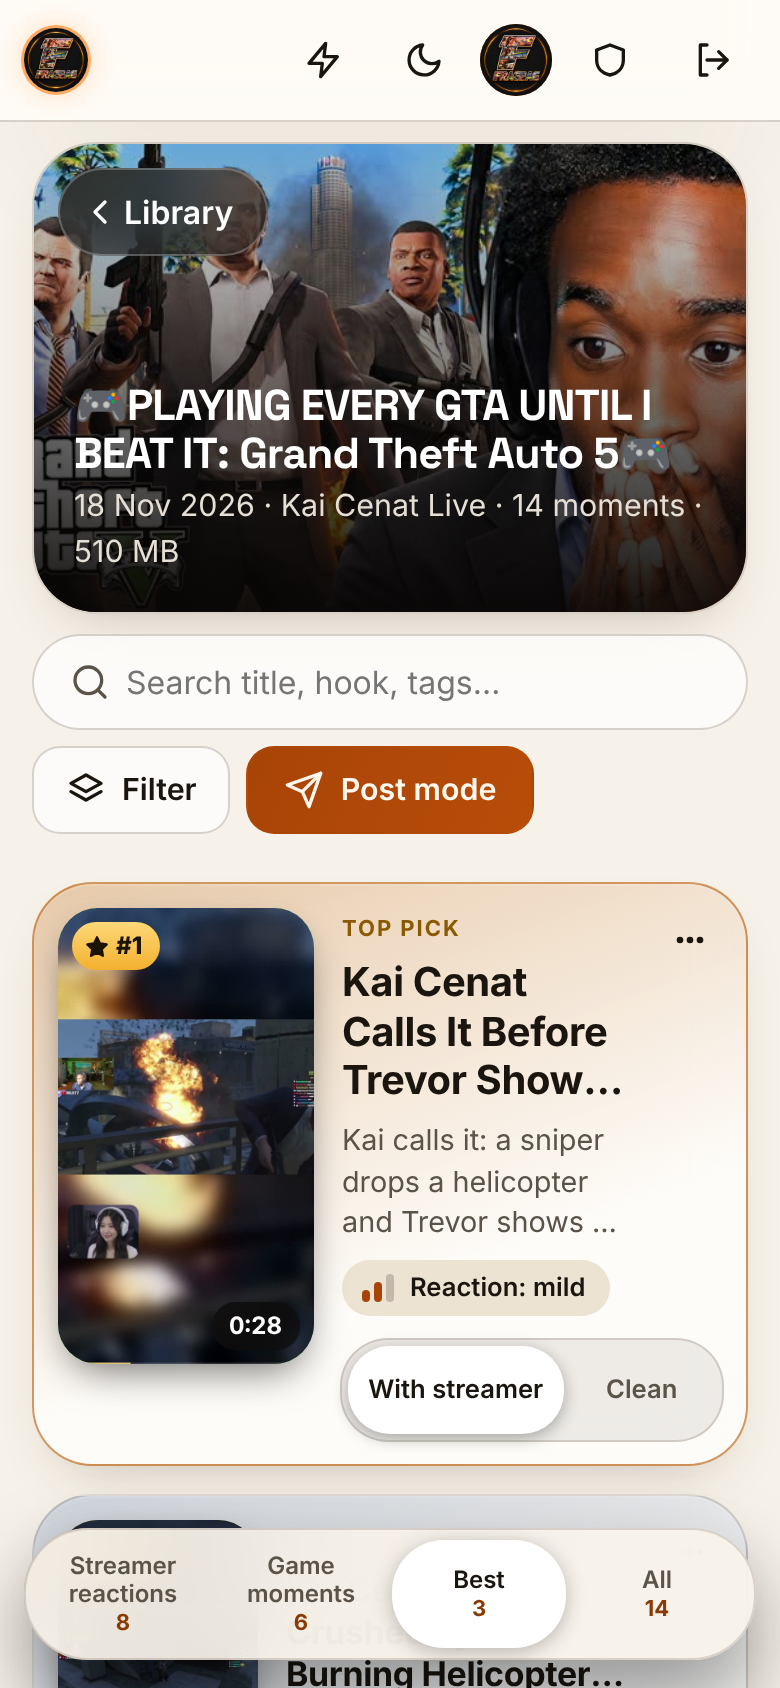 Library
🎮PLAYING EVERY GTA UNTIL I
BEAT IT: Grand Theft Auto 5🎮
18 Nov 2026 · Kai Cenat Live · 14 moments ·
510 MB
Search title, hook, tags...
Filter
Post mode
#1
TOP PICK
Kai Cenat
Calls It Before
Trevor Show...
Kai calls it: a sniper
drops a helicopter
and Trevor shows ...
Reaction: mild
0:28
With streamer
Clean
Streamer
reactions
8
Game
moments
6
Best
3
All
14
Burning Helicopter...